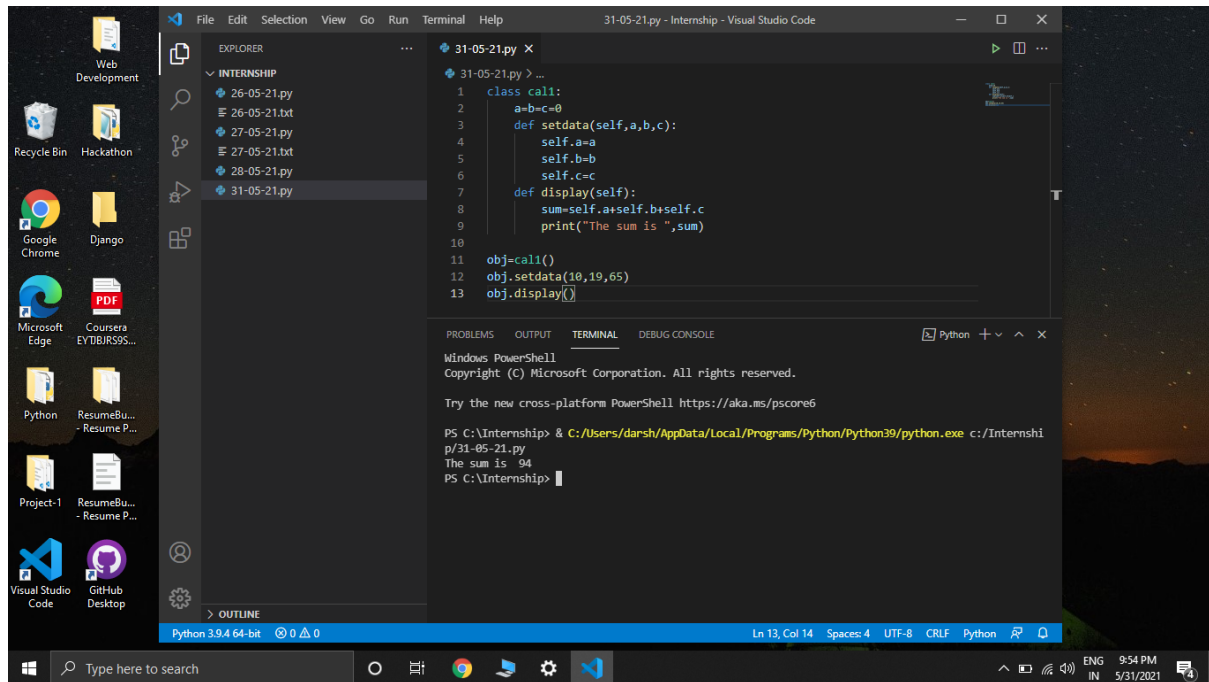 File Edit Selection View Go Run Terminal Help 31-05-21.py - Internship - Visual Studio Code
Web
Development
Recycle Bin
Hackathon
Google
Chrome
Django
Microsoft
Edge
PDF
Coursera
EYTJBJRS9S...
Python
ResumeBu...
- Resume P...
Project-1
ResumeBu...
- Resume P...
Visual Studio
Code
GitHub
Desktop
EXPLORER
INTERNSHIP
26-05-21.py
26-05-21.txt
27-05-21.py
27-05-21.txt
28-05-21.py
31-05-21.py
OUTLINE
31-05-21.py
31-05-21.py > ...
1 class cal1:
2 a=b=c=0
3 def setdata(self,a,b,c):
4 self.a=a
5 self.b=b
6 self.c=c
7 def display(self):
8 sum=self.a+self.b+self.c
9 print("The sum is ",sum)
10
11 obj=cal1()
12 obj.setdata(10,19,65)
13 obj.display()
PROBLEMS OUTPUT TERMINAL DEBUG CONSOLE Python
Windows PowerShell
Copyright (C) Microsoft Corporation. All rights reserved.
Try the new cross-platform PowerShell https://aka.ms/pscore6
PS C:\Internship> & C:/Users/darsh/AppData/Local/Programs/Python/Python39/python.exe c:/Internshi
p/31-05-21.py
The sum is  94
PS C:\Internship>
Python 3.9.4 64-bit 0 0 Ln 13, Col 14 Spaces: 4 UTF-8 CRLF Python
Type here to search
ENG
IN
9:54 PM
5/31/2021
4